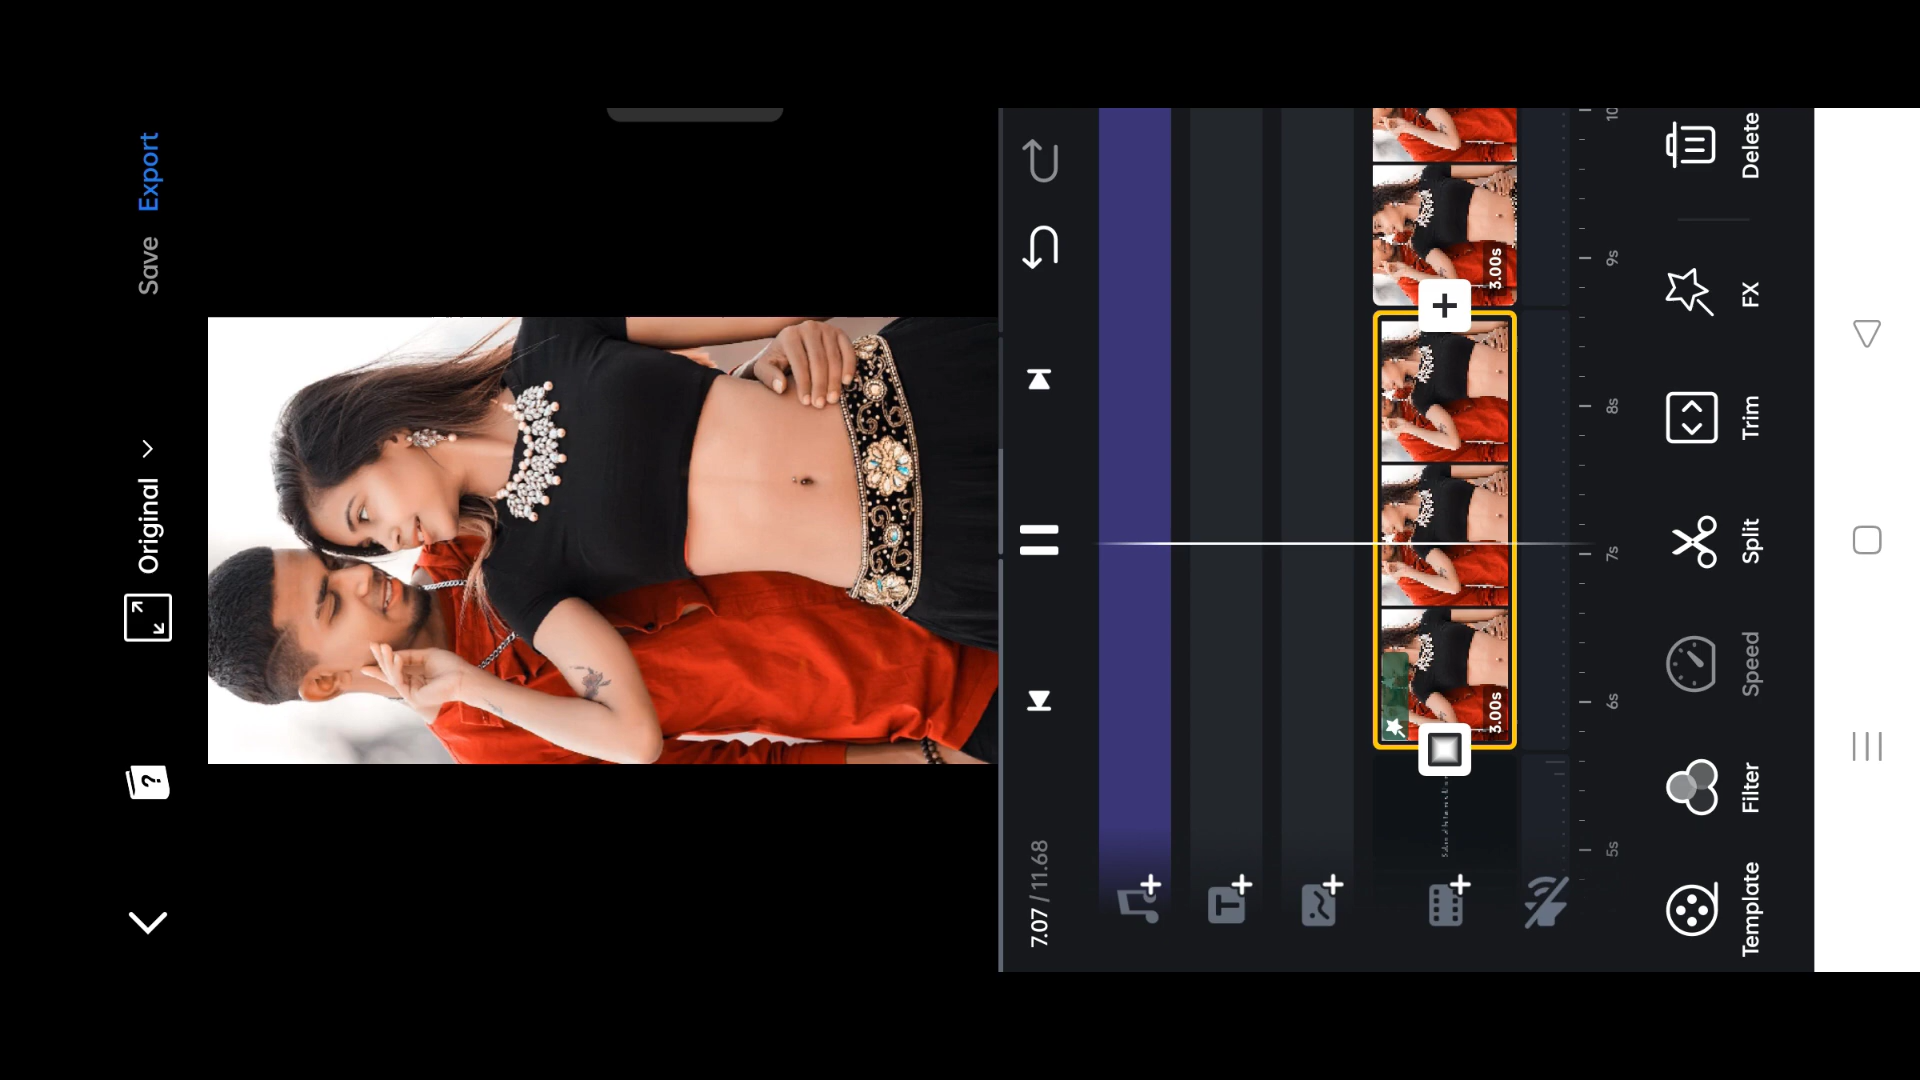 Original
Save
Export
7.07 / 11.68
3.00s
3.00s
5s
6s
7s
8s
9s
10
Template
Filter
Speed
Split
Trim
FX
Delete